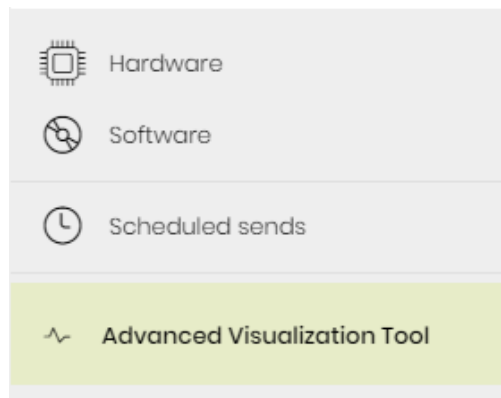 Hardware
Software
Scheduled sends
Advanced Visualization Tool